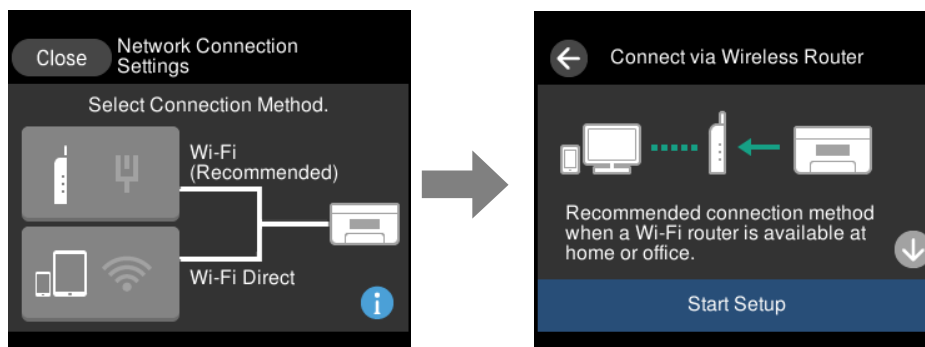 Close
Network Connection
Settings
Select Connection Method.
Wi-Fi
(Recommended)
Wi-Fi Direct
i
Connect via Wireless Router
Recommended connection method
when a Wi-Fi router is available at
home or office.
Start Setup